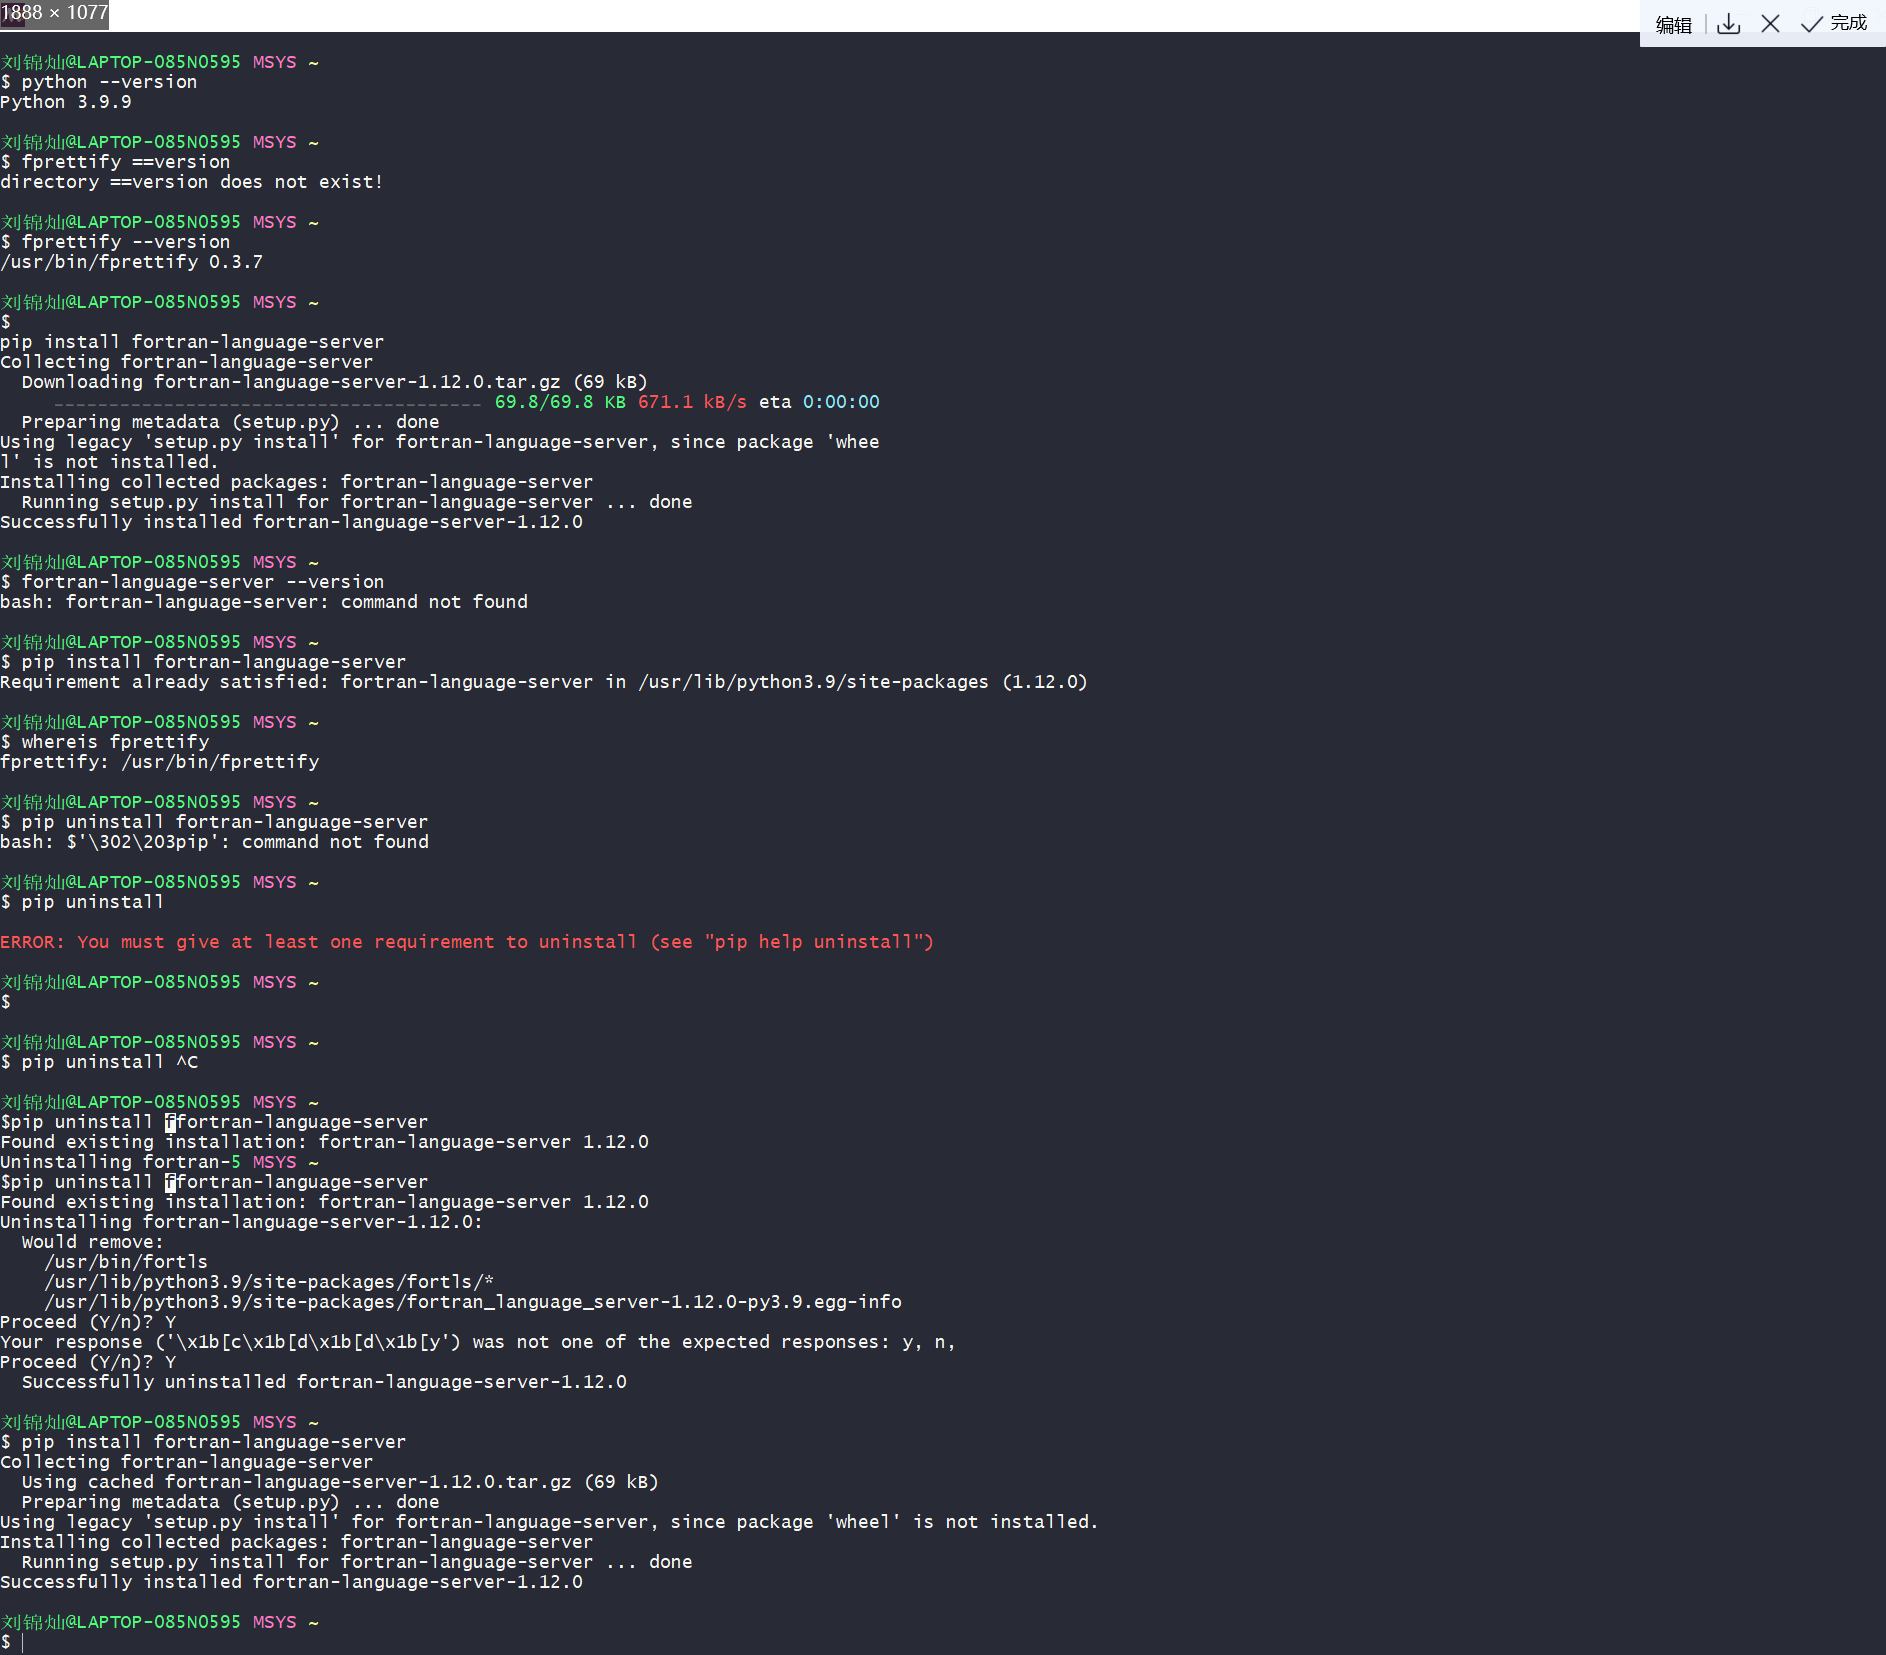 1888 × 1077
编辑 完成
刘锦灿@LAPTOP-085N0595 MSYS ~
$ python --version
Python 3.9.9
刘锦灿@LAPTOP-085N0595 MSYS ~
$ fprettify ==version
directory ==version does not exist!
刘锦灿@LAPTOP-085N0595 MSYS ~
$ fprettify --version
/usr/bin/fprettify 0.3.7
刘锦灿@LAPTOP-085N0595 MSYS ~
$
pip install fortran-language-server
Collecting fortran-language-server
  Downloading fortran-language-server-1.12.0.tar.gz (69 kB)
     --------------------------------------- 69.8/69.8 KB 671.1 kB/s eta 0:00:00
  Preparing metadata (setup.py) ... done
Using legacy 'setup.py install' for fortran-language-server, since package 'whee
l' is not installed.
Installing collected packages: fortran-language-server
  Running setup.py install for fortran-language-server ... done
Successfully installed fortran-language-server-1.12.0
刘锦灿@LAPTOP-085N0595 MSYS ~
$ fortran-language-server --version
bash: fortran-language-server: command not found
刘锦灿@LAPTOP-085N0595 MSYS ~
$ pip install fortran-language-server
Requirement already satisfied: fortran-language-server in /usr/lib/python3.9/site-packages (1.12.0)
刘锦灿@LAPTOP-085N0595 MSYS ~
$ whereis fprettify
fprettify: /usr/bin/fprettify
刘锦灿@LAPTOP-085N0595 MSYS ~
$ pip uninstall fortran-language-server
bash: $'\302\203pip': command not found
刘锦灿@LAPTOP-085N0595 MSYS ~
$ pip uninstall
ERROR: You must give at least one requirement to uninstall (see "pip help uninstall")
刘锦灿@LAPTOP-085N0595 MSYS ~
$
刘锦灿@LAPTOP-085N0595 MSYS ~
$ pip uninstall ^C
刘锦灿@LAPTOP-085N0595 MSYS ~
$pip uninstall ffortran-language-server
Found existing installation: fortran-language-server 1.12.0
Uninstalling fortran-5 MSYS ~
$pip uninstall ffortran-language-server
Found existing installation: fortran-language-server 1.12.0
Uninstalling fortran-language-server-1.12.0:
  Would remove:
    /usr/bin/fortls
    /usr/lib/python3.9/site-packages/fortls/*
    /usr/lib/python3.9/site-packages/fortran_language_server-1.12.0-py3.9.egg-info
Proceed (Y/n)? Y
Your response ('\x1b[c\x1b[d\x1b[d\x1b[y') was not one of the expected responses: y, n,
Proceed (Y/n)? Y
  Successfully uninstalled fortran-language-server-1.12.0
刘锦灿@LAPTOP-085N0595 MSYS ~
$ pip install fortran-language-server
Collecting fortran-language-server
  Using cached fortran-language-server-1.12.0.tar.gz (69 kB)
  Preparing metadata (setup.py) ... done
Using legacy 'setup.py install' for fortran-language-server, since package 'wheel' is not installed.
Installing collected packages: fortran-language-server
  Running setup.py install for fortran-language-server ... done
Successfully installed fortran-language-server-1.12.0
刘锦灿@LAPTOP-085N0595 MSYS ~
$